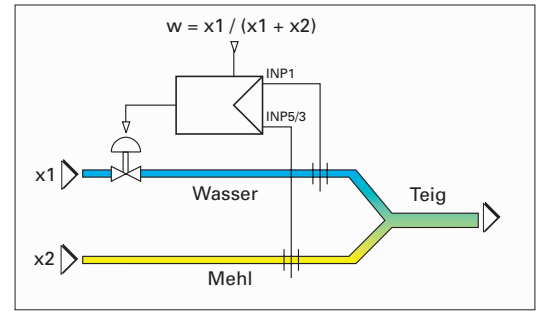 w = x1 / (x1 + x2)
INP1
INP5/3
x1
Wasser
Teig
x2
Mehl